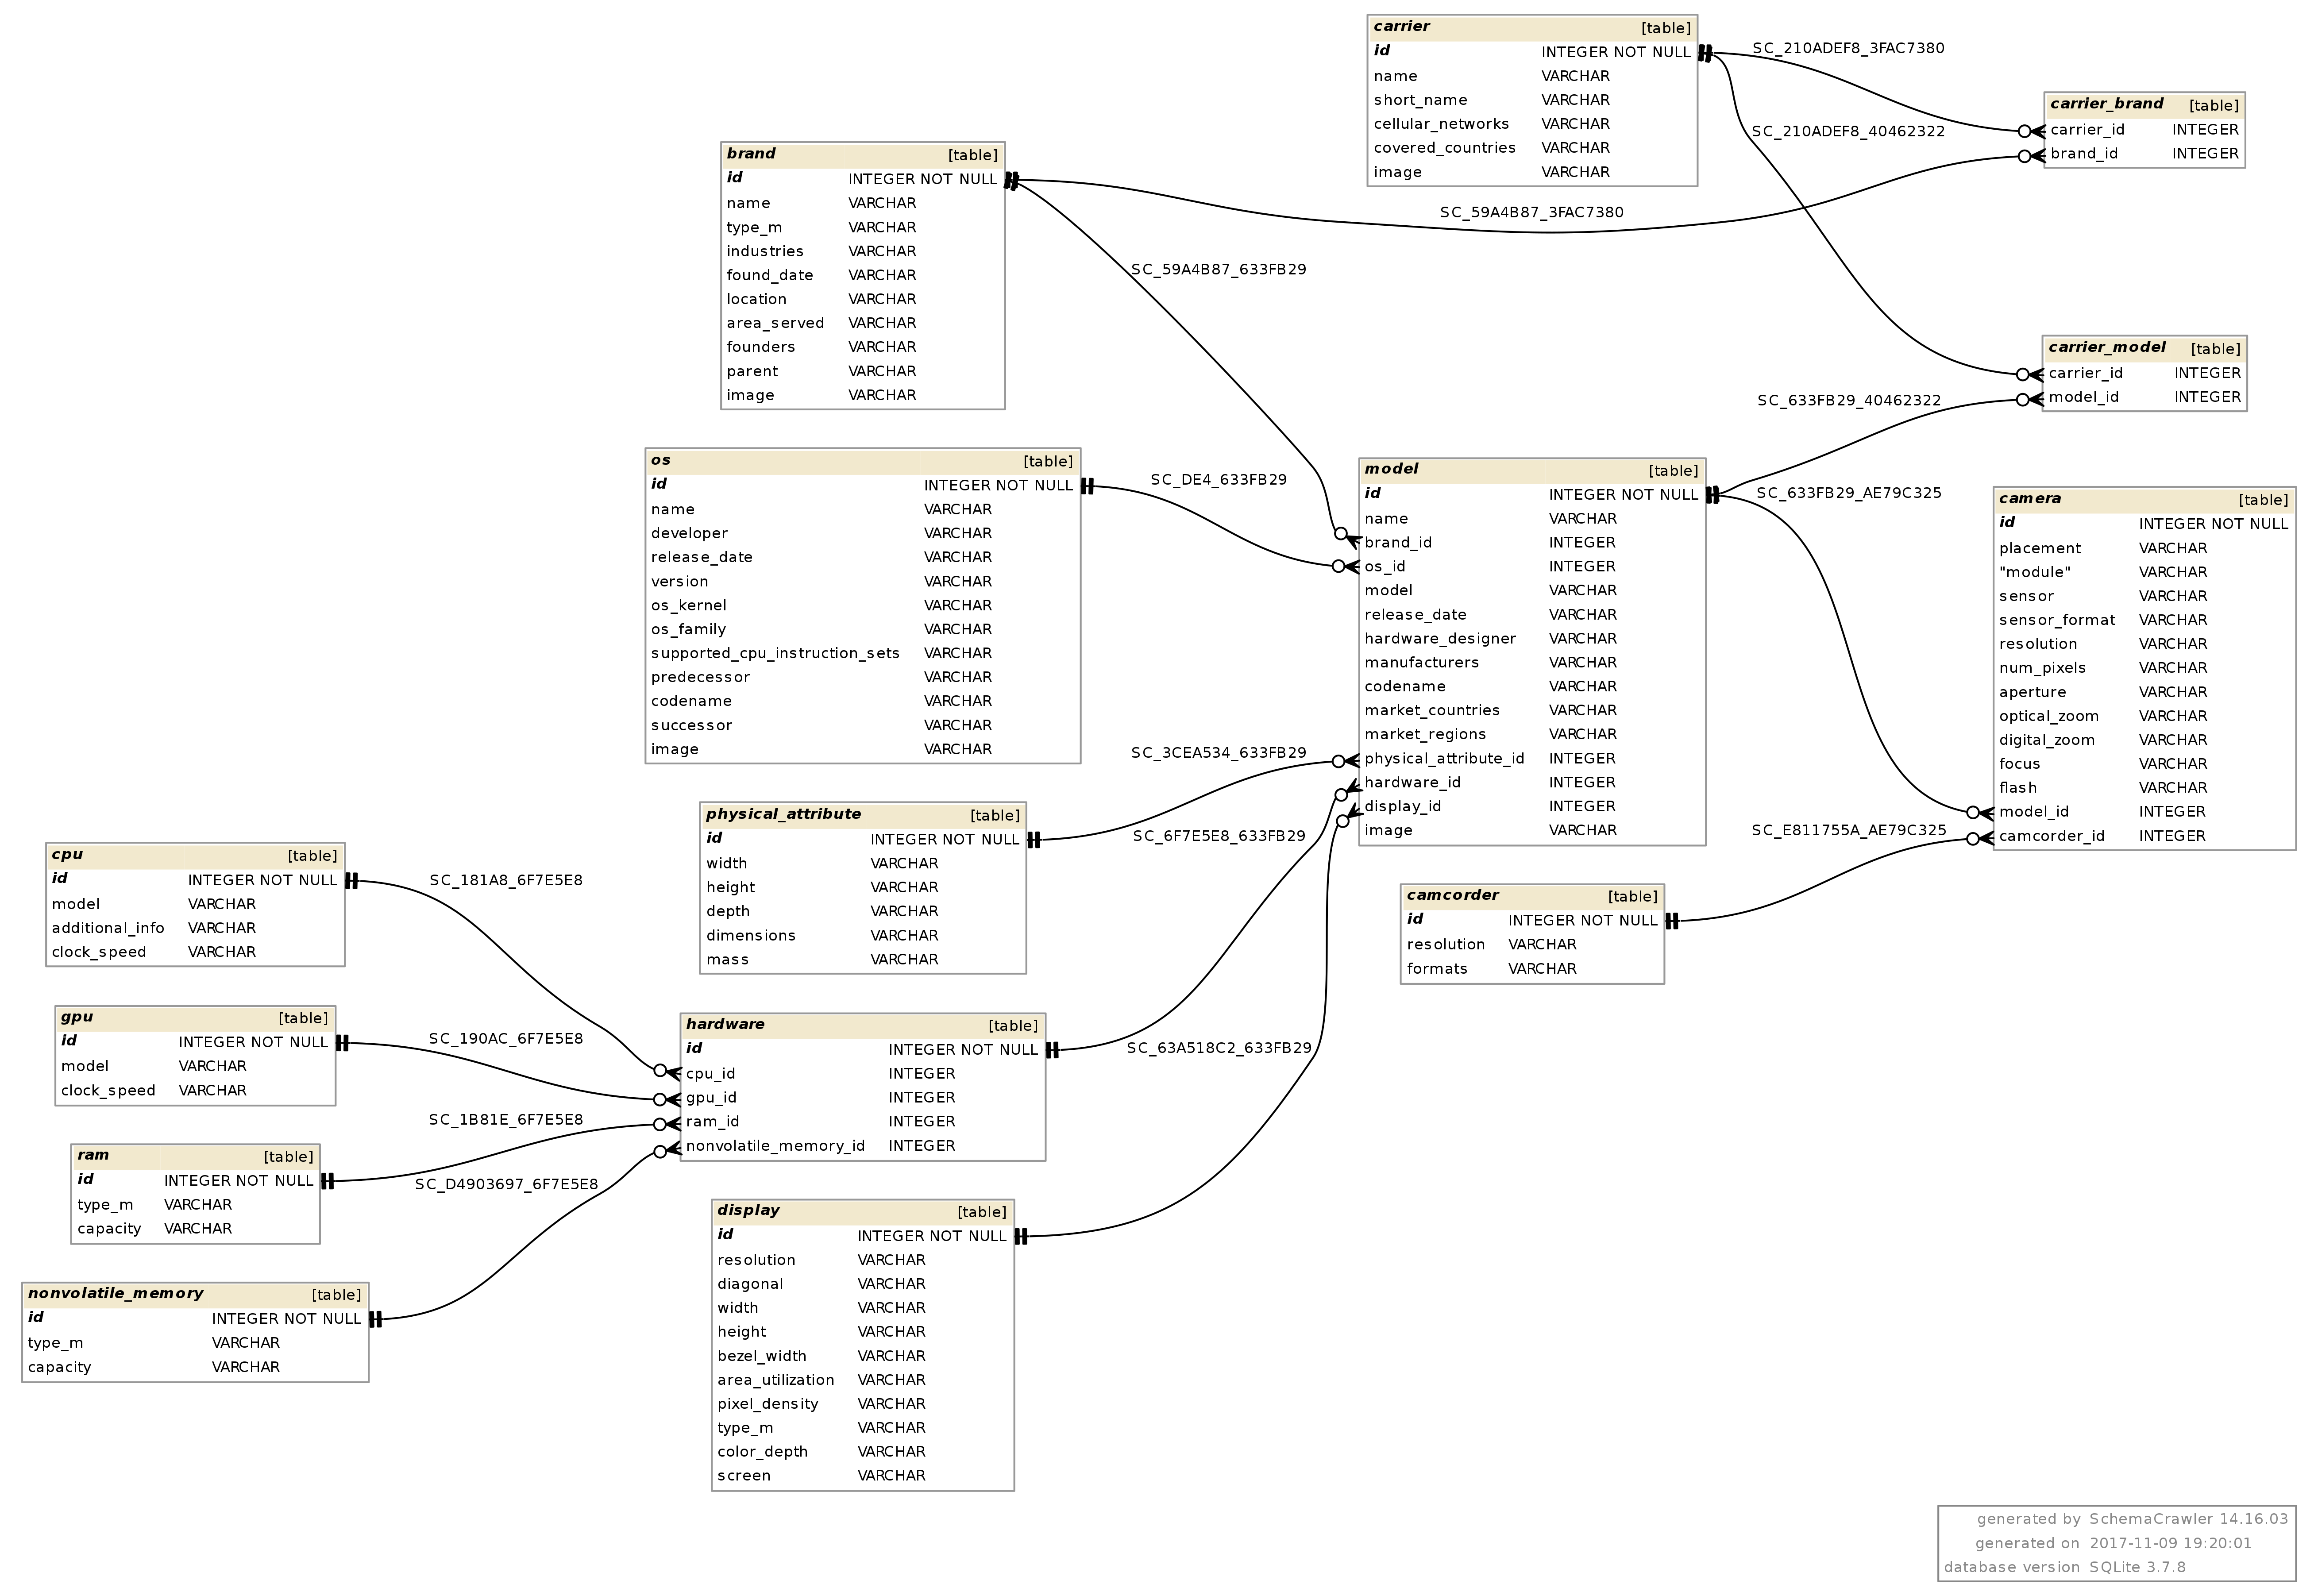 carrier [table]
id INTEGER NOT NULL
name VARCHAR
short_name VARCHAR
cellular_networks VARCHAR
covered_countries VARCHAR
image VARCHAR
SC_210ADEF8_3FAC7380
carrier_brand [table]
carrier_id INTEGER
brand_id INTEGER
SC_210ADEF8_40462322
brand [table]
id INTEGER NOT NULL
name VARCHAR
type_m VARCHAR
industries VARCHAR
found_date VARCHAR
location VARCHAR
area_served VARCHAR
founders VARCHAR
parent VARCHAR
image VARCHAR
SC_59A4B87_3FAC7380
SC_59A4B87_633FB29
carrier_model [table]
carrier_id INTEGER
model_id INTEGER
SC_633FB29_40462322
os [table]
id INTEGER NOT NULL
name VARCHAR
developer VARCHAR
release_date VARCHAR
version VARCHAR
os_kernel VARCHAR
os_family VARCHAR
supported_cpu_instruction_sets VARCHAR
predecessor VARCHAR
codename VARCHAR
successor VARCHAR
image VARCHAR
SC_DE4_633FB29
model [table]
id INTEGER NOT NULL
name VARCHAR
brand_id INTEGER
os_id INTEGER
model VARCHAR
release_date VARCHAR
hardware_designer VARCHAR
manufacturers VARCHAR
codename VARCHAR
market_countries VARCHAR
market_regions VARCHAR
physical_attribute_id INTEGER
hardware_id INTEGER
display_id INTEGER
image VARCHAR
SC_633FB29_AE79C325
camera [table]
id INTEGER NOT NULL
placement VARCHAR
"module" VARCHAR
sensor VARCHAR
sensor_format VARCHAR
resolution VARCHAR
num_pixels VARCHAR
aperture VARCHAR
optical_zoom VARCHAR
digital_zoom VARCHAR
focus VARCHAR
flash VARCHAR
model_id INTEGER
camcorder_id INTEGER
SC_3CEA534_633FB29
SC_6F7E5E8_633FB29
SC_E811755A_AE79C325
physical_attribute [table]
id INTEGER NOT NULL
width VARCHAR
height VARCHAR
depth VARCHAR
dimensions VARCHAR
mass VARCHAR
camcorder [table]
id INTEGER NOT NULL
resolution VARCHAR
formats VARCHAR
cpu [table]
id INTEGER NOT NULL
model VARCHAR
additional_info VARCHAR
clock_speed VARCHAR
SC_181A8_6F7E5E8
gpu [table]
id INTEGER NOT NULL
model VARCHAR
clock_speed VARCHAR
SC_190AC_6F7E5E8
hardware [table]
id INTEGER NOT NULL
cpu_id INTEGER
gpu_id INTEGER
ram_id INTEGER
nonvolatile_memory_id INTEGER
SC_63A518C2_633FB29
SC_1B81E_6F7E5E8
ram [table]
id INTEGER NOT NULL
type_m VARCHAR
capacity VARCHAR
SC_D4903697_6F7E5E8
nonvolatile_memory [table]
id INTEGER NOT NULL
type_m VARCHAR
capacity VARCHAR
display [table]
id INTEGER NOT NULL
resolution VARCHAR
diagonal VARCHAR
width VARCHAR
height VARCHAR
bezel_width VARCHAR
area_utilization VARCHAR
pixel_density VARCHAR
type_m VARCHAR
color_depth VARCHAR
screen VARCHAR
generated by SchemaCrawler 14.16.03
generated on 2017-11-09 19:20:01
database version SQLite 3.7.8